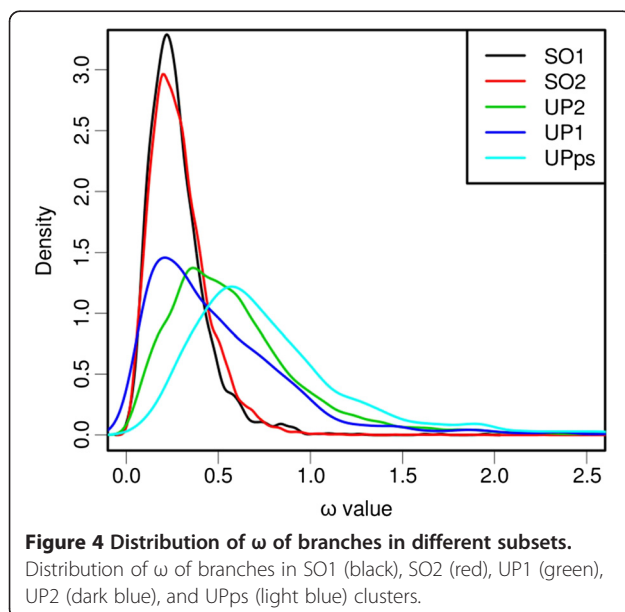 SO1
SO2
UP2
UP1
UPps
Density
3.0
2.5
2.0
1.5
1.0
0.5
0.0
0.0 0.5 1.0 1.5 2.0 2.5
ω value
Figure 4 Distribution of ω of branches in different subsets.
Distribution of ω of branches in SO1 (black), SO2 (red), UP1 (green),
UP2 (dark blue), and UPps (light blue) clusters.